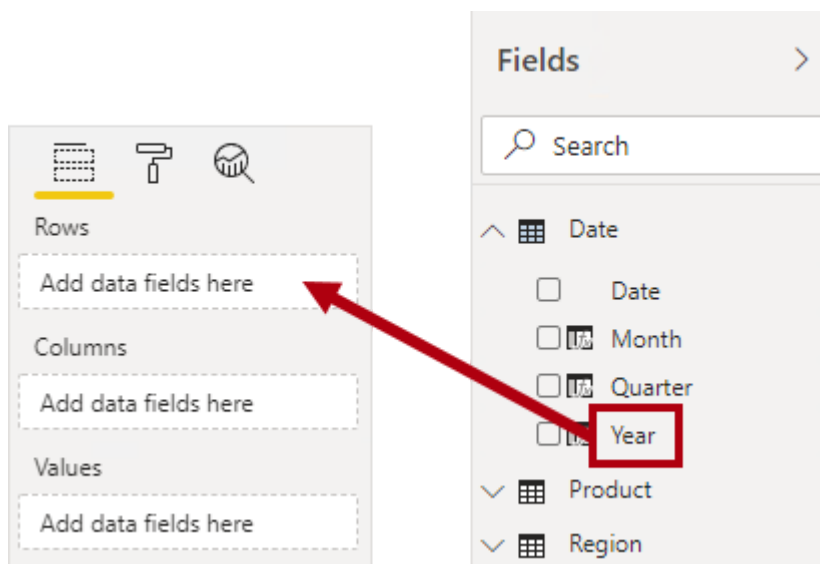 Rows
Add data fields here
Columns
Add data fields here
Values
Add data fields here
Fields
Search
Date
Date
Month
Quarter
Year
Product
Region